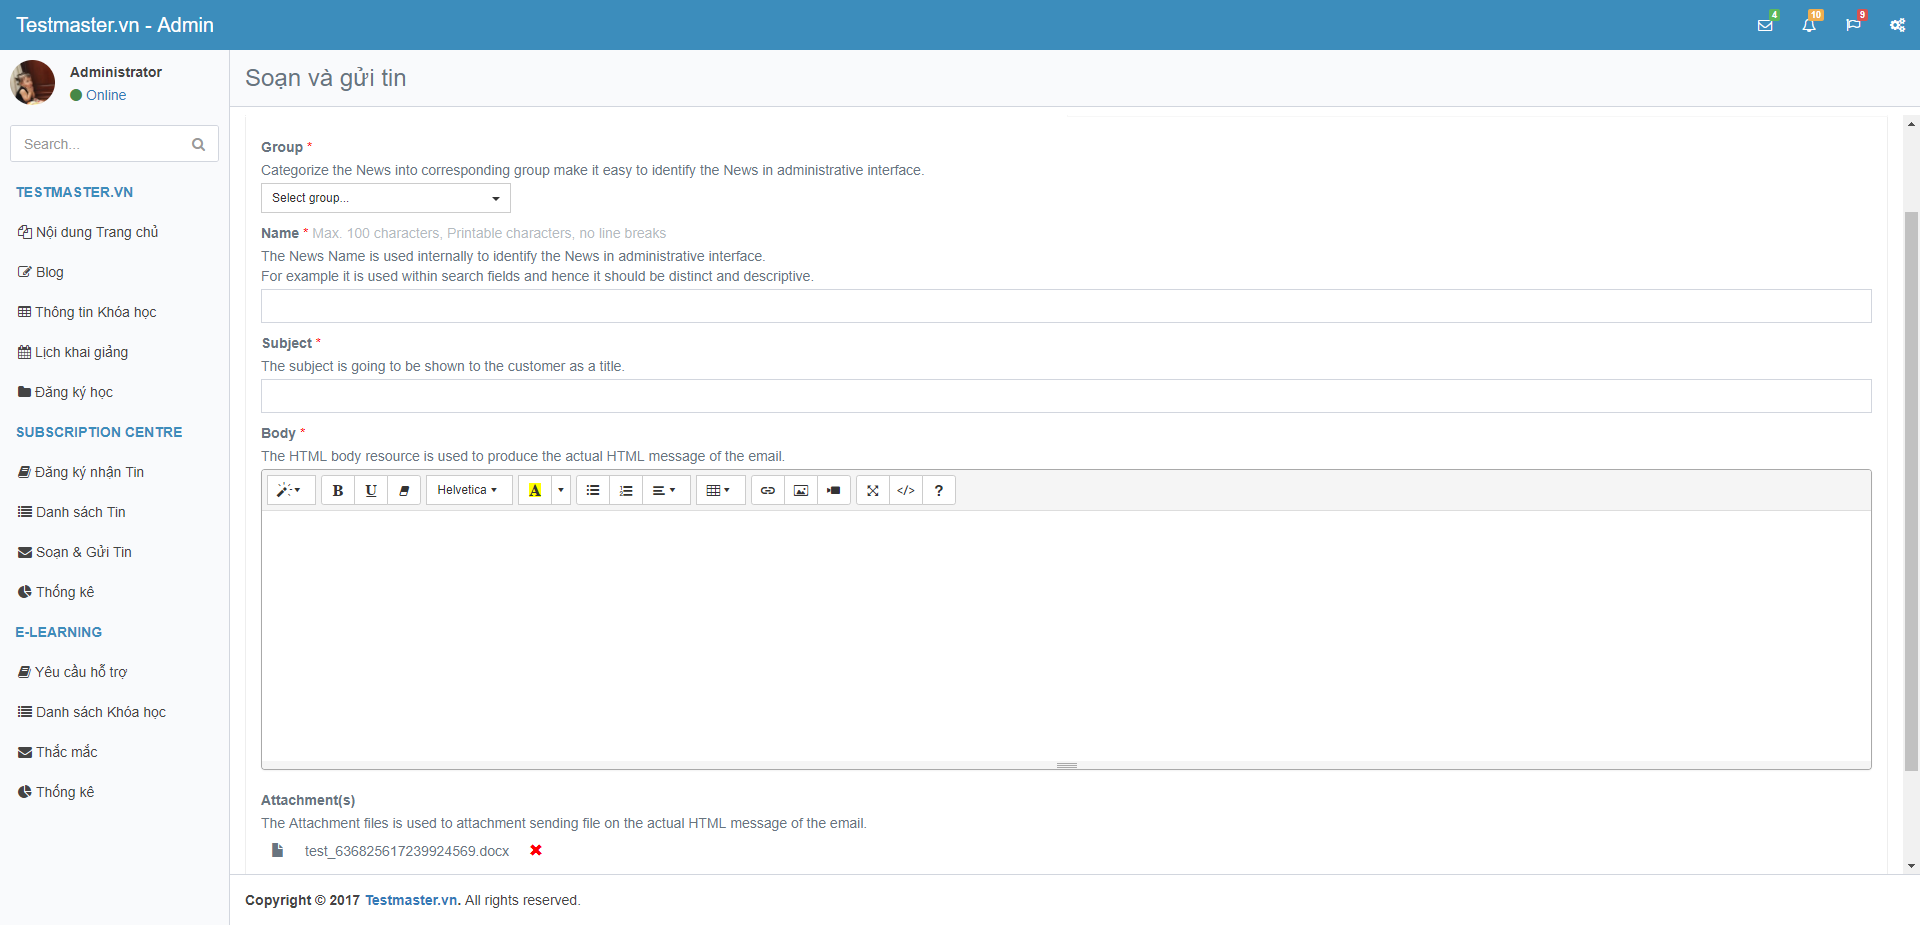 Testmaster.vn - Admin
4
10
9
Administrator
Online
Search...
TESTMASTER.VN
Nội dung Trang chủ
Blog
Thông tin Khóa học
Lịch khai giảng
Đăng ký học
SUBSCRIPTION CENTRE
Đăng ký nhận Tin
Danh sách Tin
Soạn & Gửi Tin
Thống kê
E-LEARNING
Yêu cầu hỗ trợ
Danh sách Khóa học
Thắc mắc
Thống kê
Soạn và gửi tin
Group *
Categorize the News into corresponding group make it easy to identify the News in administrative interface.
Select group...
Name * Max. 100 characters, Printable characters, no line breaks
The News Name is used internally to identify the News in administrative interface.
For example it is used within search fields and hence it should be distinct and descriptive.
Subject *
The subject is going to be shown to the customer as a title.
Body *
The HTML body resource is used to produce the actual HTML message of the email.
B U Helvetica A </> ?
Attachment(s)
The Attachment files is used to attachment sending file on the actual HTML message of the email.
test_636825617239924569.docx
Copyright © 2017 Testmaster.vn. All rights reserved.